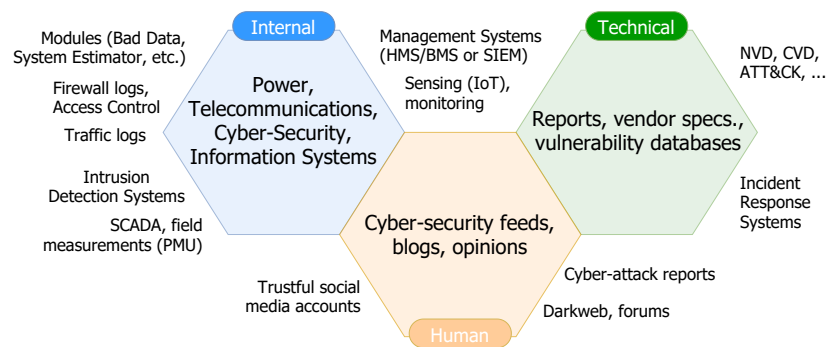 Internal
Modules (Bad Data,
System Estimator, etc.)
Firewall logs,
Access Control
Traffic logs
Intrusion
Detection Systems
SCADA, field
measurements (PMU)
Power,
Telecommunications,
Cyber-Security,
Information Systems
Management Systems
(HMS/BMS or SIEM)
Sensing (IoT),
monitoring
Technical
Reports, vendor specs.,
vulnerability databases
NVD, CVD,
ATT&CK, ...
Incident
Response
Systems
Cyber-security feeds,
blogs, opinions
Trustful social
media accounts
Cyber-attack reports
Darkweb, forums
Human